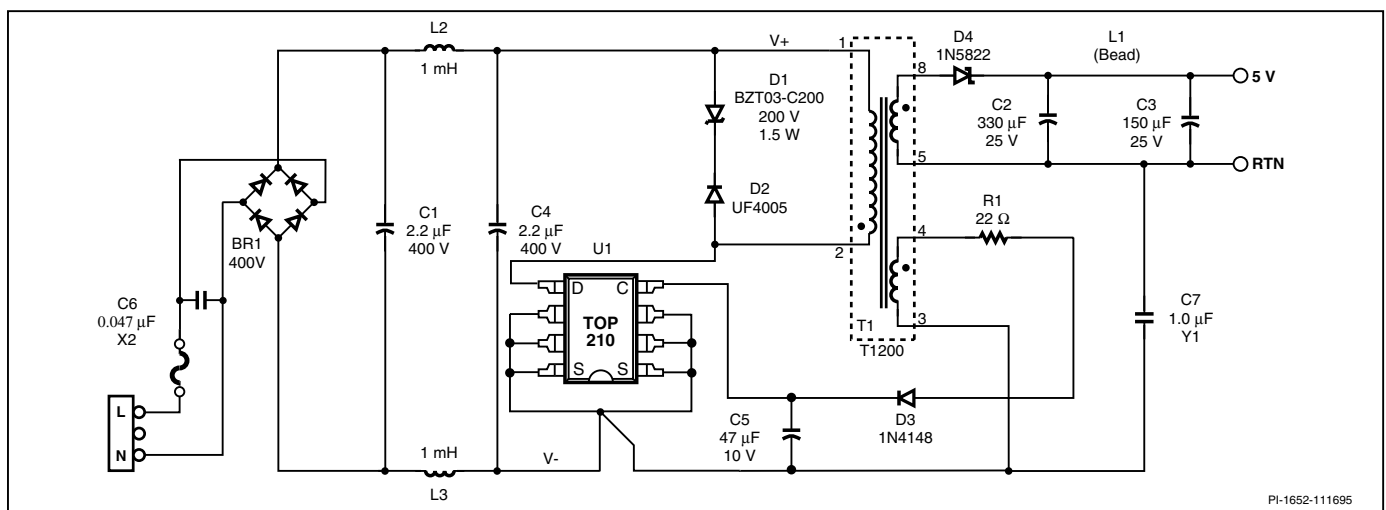 L2
1 mH
V+
1
D1
BZT03-C200
200 V
1.5 W
8
D4
1N5822
L1
(Bead)
5 V
C2
330 μF
25 V
C3
150 μF
25 V
5
RTN
D2
UF4005
C1
2.2 μF
400 V
C4
2.2 μF
400 V
BR1
400V
U1
2
R1
22 Ω
4
D
C
TOP
210
S
S
3
T1
T1200
C7
1.0 μF
Y1
C6
0.047 μF
X2
L
N
C5
47 μF
10 V
D3
1N4148
1 mH
L3
V-
PI-1652-111695